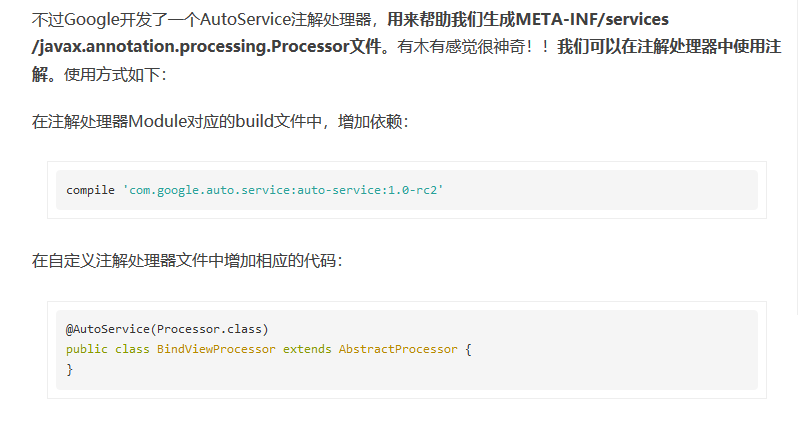 不过Google开发了一个AutoService注解处理器，用来帮助我们生成META-INF/services
/javax.annotation.processing.Processor文件。有木有感觉很神奇！！我们可以在注解处理器中使用注
解。使用方式如下：
在注解处理器Module对应的build文件中，增加依赖：
compile 'com.google.auto.service:auto-service:1.0-rc2'
在自定义注解处理器文件中增加相应的代码：
@AutoService(Processor.class)
public class BindViewProcessor extends AbstractProcessor {
}